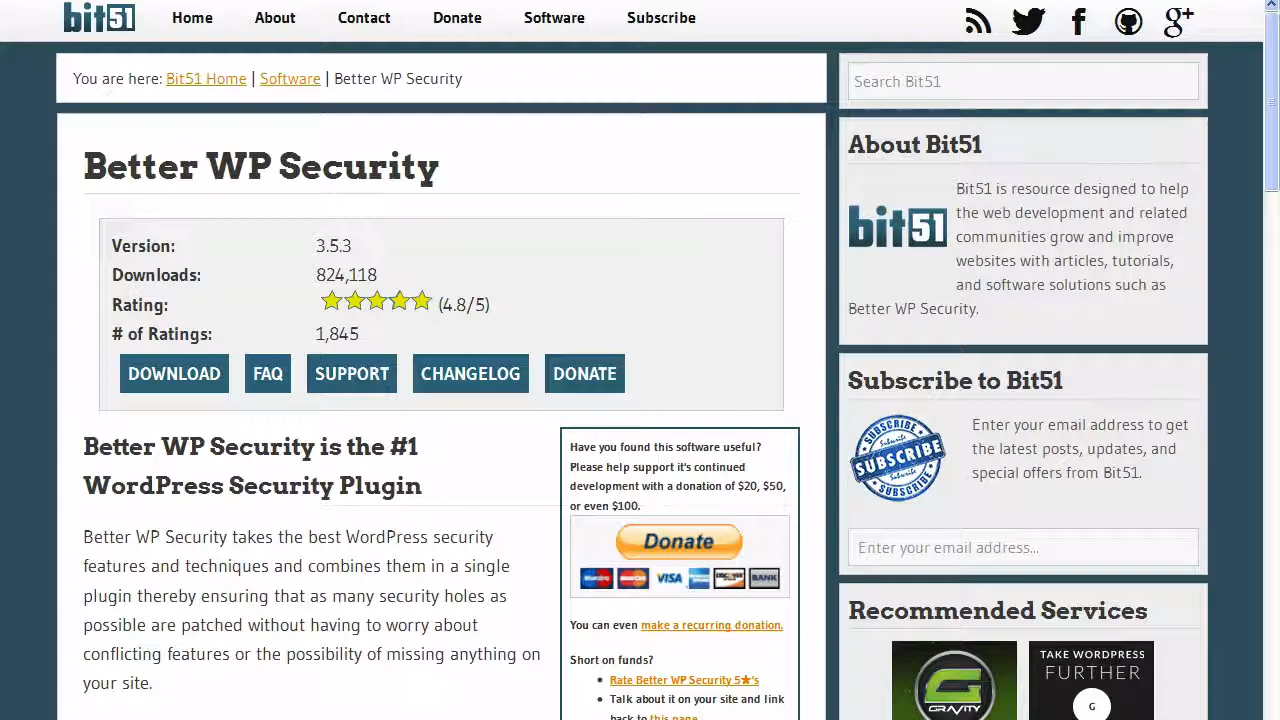 bit51 Home About Contact Donate Software Subscribe
You are here: Bit51 Home | Software | Better WP Security
Better WP Security
Version: 3.5.3
Downloads: 824,118
Rating: (4.8/5)
# of Ratings: 1,845
DOWNLOAD FAQ SUPPORT CHANGELOG DONATE
Better WP Security is the #1
WordPress Security Plugin
Better WP Security takes the best WordPress security
features and techniques and combines them in a single
plugin thereby ensuring that as many security holes as
possible are patched without having to worry about
conflicting features or the possibility of missing anything on
your site.
Have you found this software useful?
Please help support it's continued
development with a donation of $20, $50,
or even $100.
Donate
VISA DISCOVER BANK
You can even make a recurring donation.
Short on funds?
• Rate Better WP Security 5★'s
• Talk about it on your site and link
back to this page.
Search Bit51
About Bit51
bit51
Bit51 is resource designed to help
the web development and related
communities grow and improve
websites with articles, tutorials,
and software solutions such as
Better WP Security.
Subscribe to Bit51
SUBSCRIBE
Subscribe
SUBSCRIBE
Subscribe
SUBSCRIBE
Enter your email address to get
the latest posts, updates, and
special offers from Bit51.
Enter your email address...
Recommended Services
GRAVITY
TAKE WORDPRESS
FURTHER
G